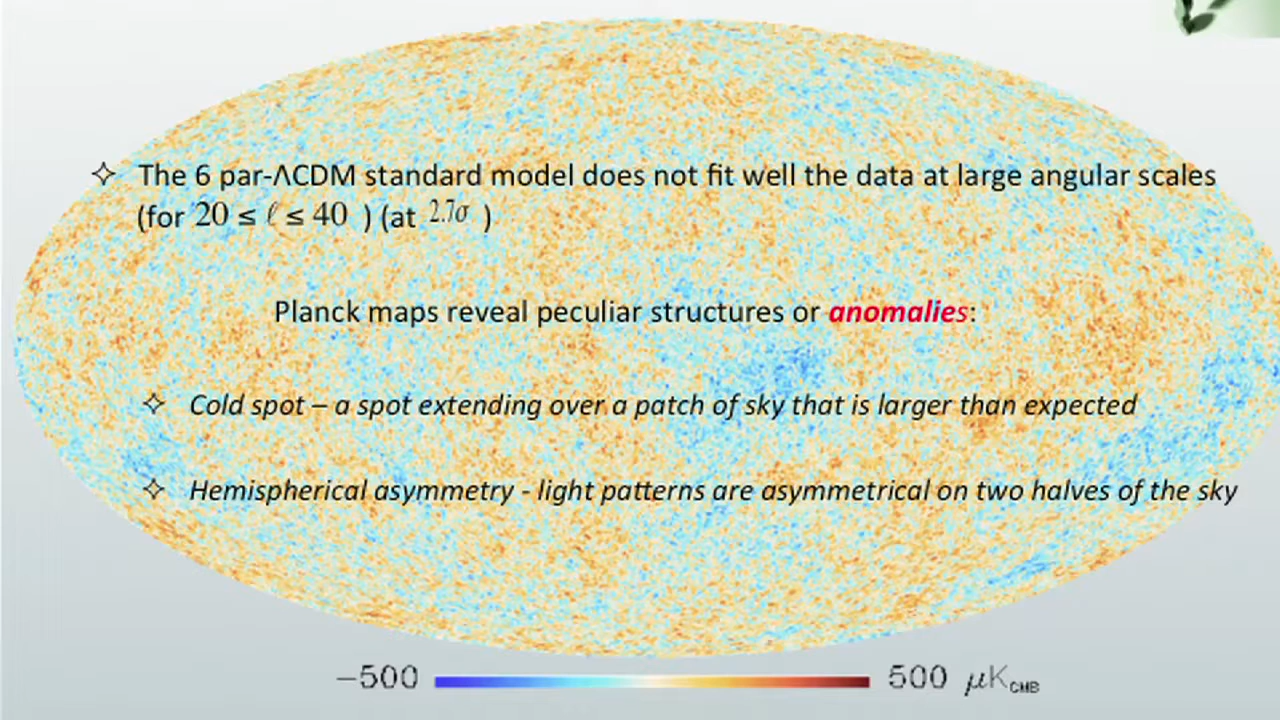 ✧ The 6 par-ΛCDM standard model does not fit well the data at large angular scales
(for 20 ≤ ℓ ≤ 40 ) (at 2.7σ )
Planck maps reveal peculiar structures or anomalies:
✧ Cold spot – a spot extending over a patch of sky that is larger than expected
✧ Hemispherical asymmetry - light patterns are asymmetrical on two halves of the sky
−500 500 μK_CMB